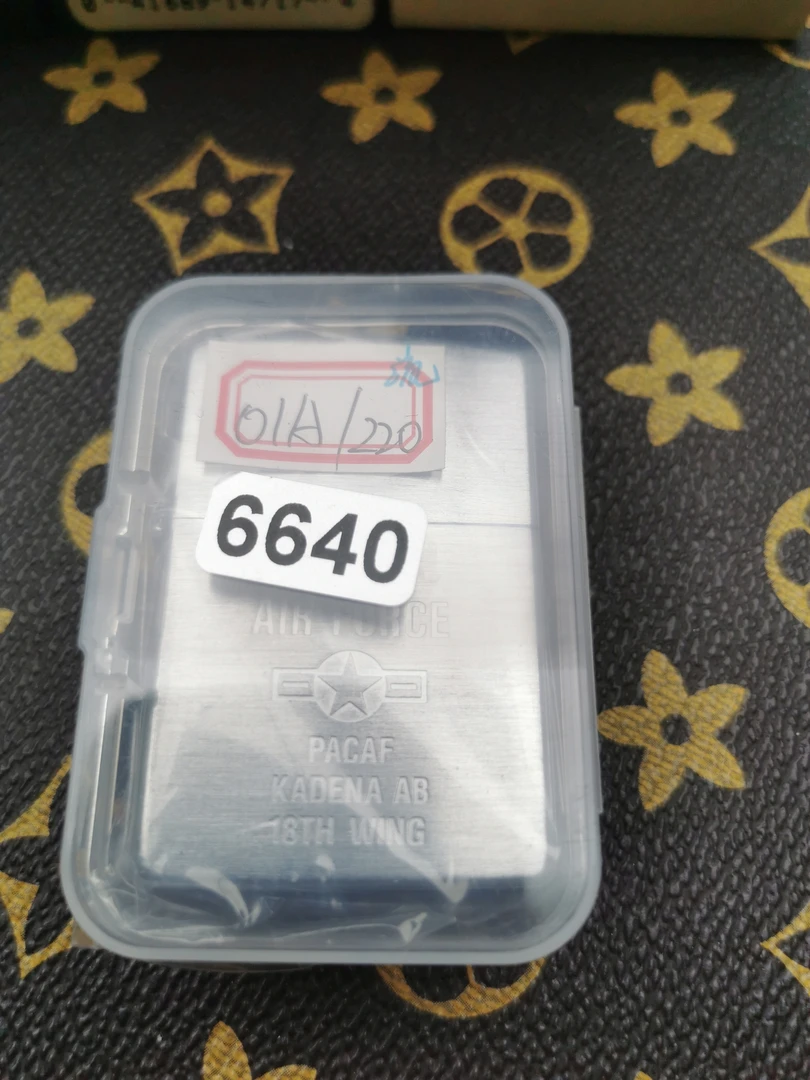 01A/220
6640
AIR FORCE
PACAF
KADENA AB
18TH WING